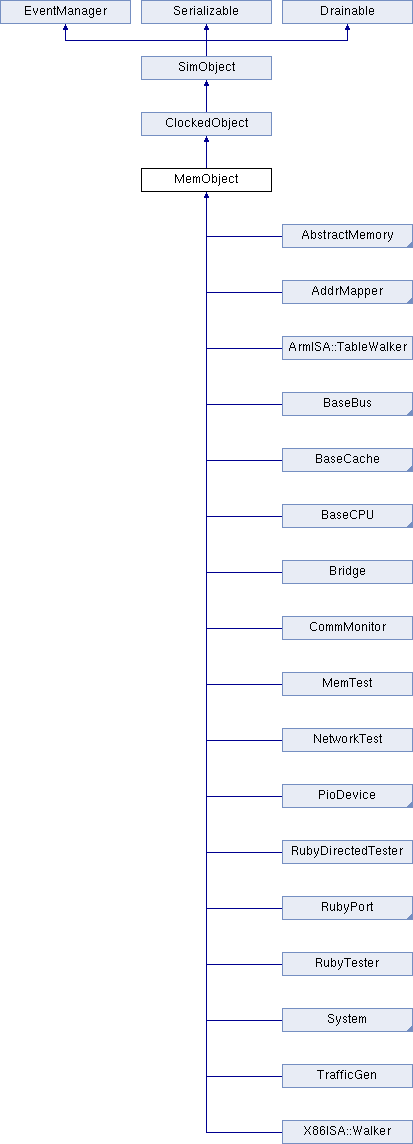 EventManager
Serializable
Drainable
SimObject
ClockedObject
MemObject
AbstractMemory
AddrMapper
ArmISA::TableWalker
BaseBus
BaseCache
BaseCPU
Bridge
CommMonitor
MemTest
NetworkTest
PioDevice
RubyDirectedTester
RubyPort
RubyTester
System
TrafficGen
X86ISA::Walker